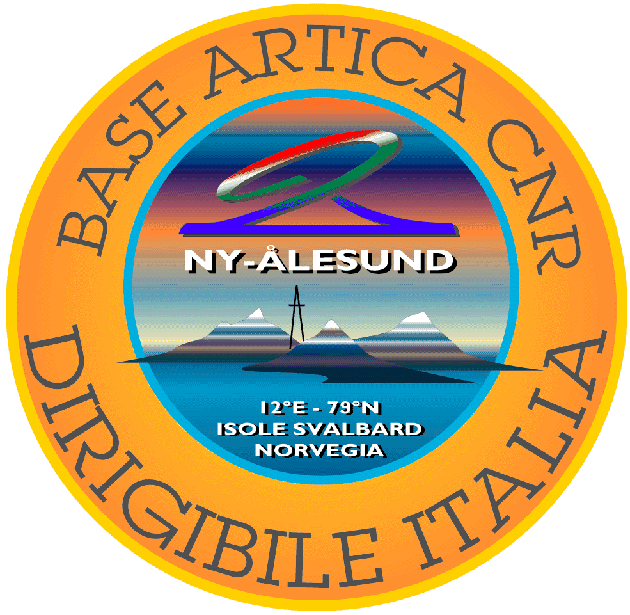 BASE ARTICA CNR
NY-ÅLESUND
12°E - 79°N
ISOLE SVALBARD
NORVEGIA
DIRIGIBILE ITALIA